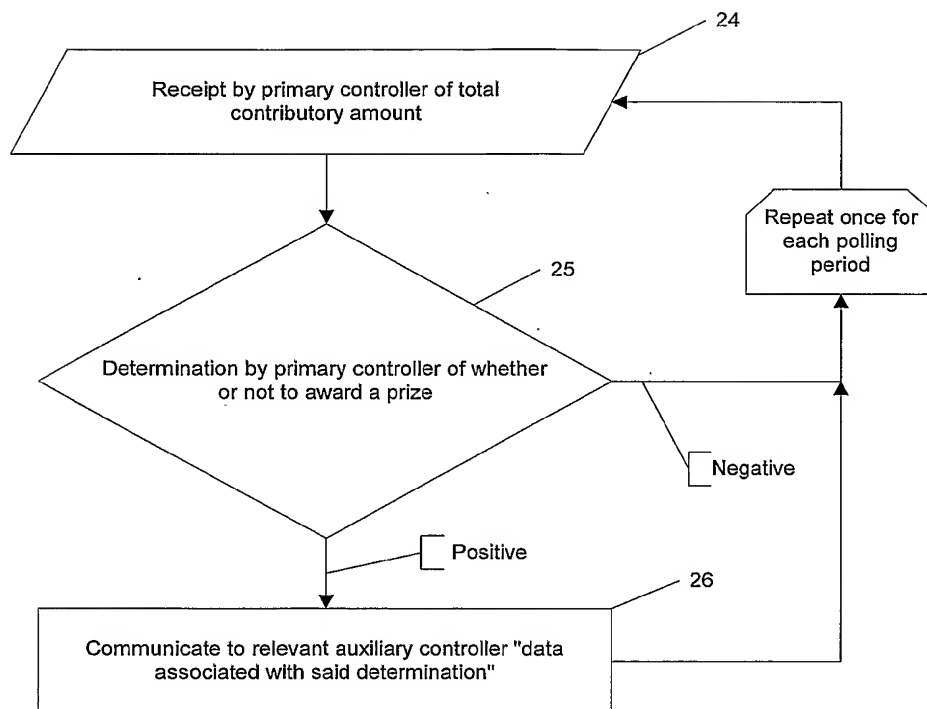 24
Receipt by primary controller of total
contributory amount
Repeat once for
each polling
period
25
Determination by primary controller of whether
or not to award a prize
Negative
Positive
26
Communicate to relevant auxiliary controller "data
associated with said determination"